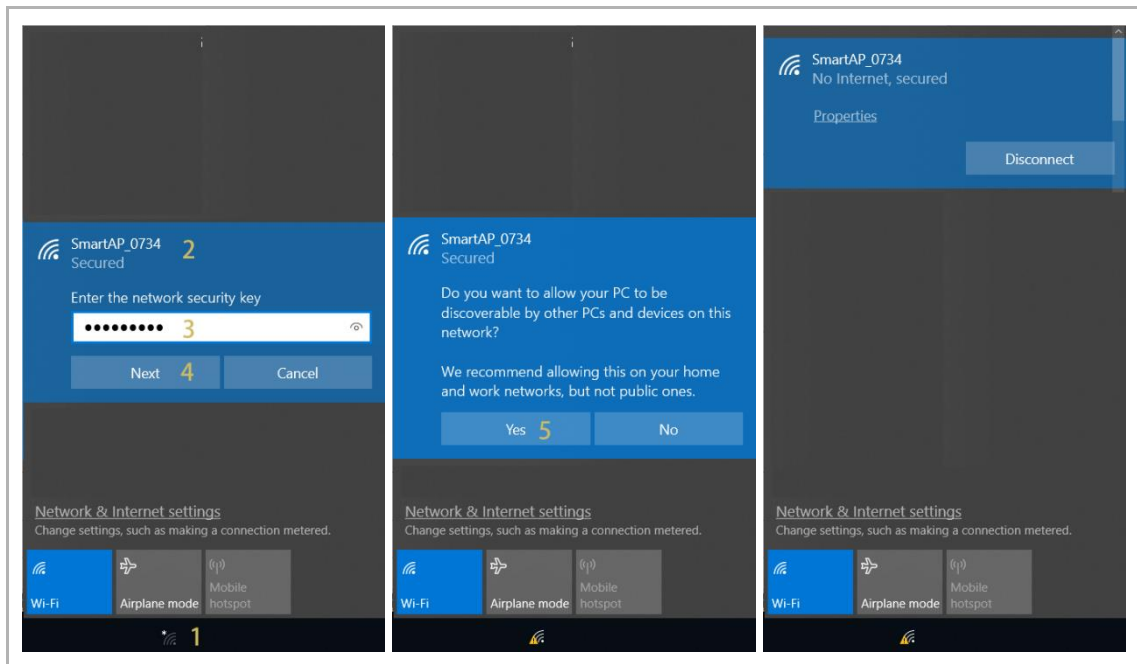 SmartAP_0734 2
Secured
Enter the network security key
••••••••• 3
Next 4 Cancel
Network & Internet settings
Change settings, such as making a connection metered.
Wi-Fi
Airplane mode
Mobile
hotspot
1
SmartAP_0734
Secured
Do you want to allow your PC to be
discoverable by other PCs and devices on this
network?
We recommend allowing this on your home
and work networks, but not public ones.
Yes 5 No
Network & Internet settings
Change settings, such as making a connection metered.
Wi-Fi
Airplane mode
Mobile
hotspot
SmartAP_0734
No Internet, secured
Properties
Disconnect
Network & Internet settings
Change settings, such as making a connection metered.
Wi-Fi
Airplane mode
Mobile
hotspot